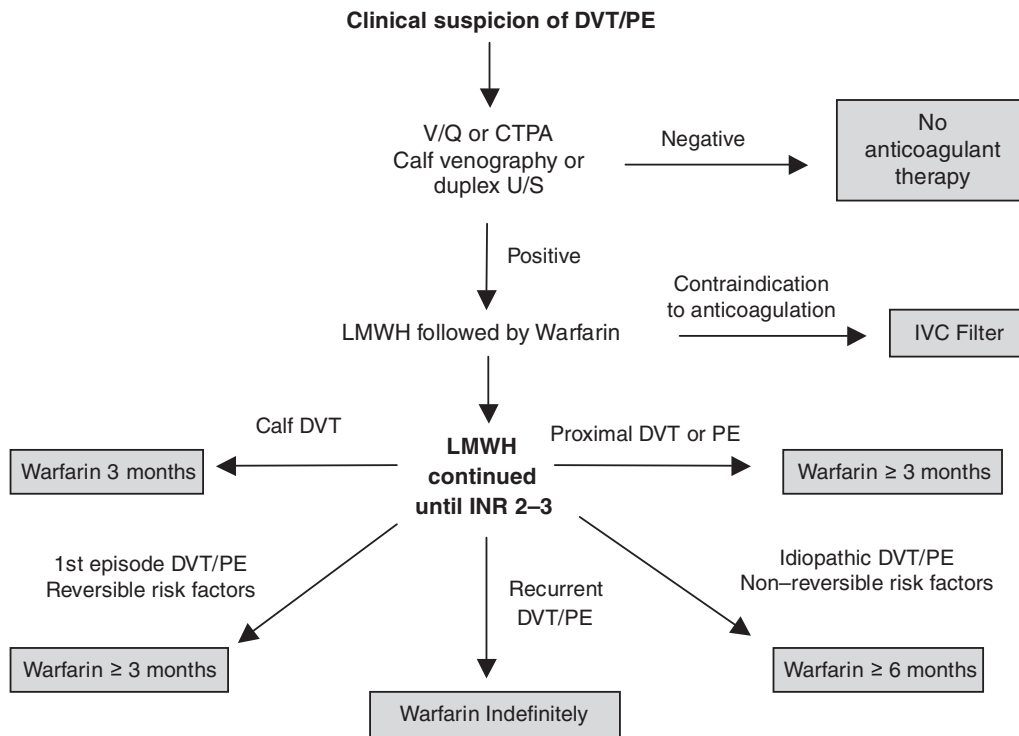 Clinical suspicion of DVT/PE
V/Q or CTPA
Calf venography or
duplex U/S
Negative
No
anticoagulant
therapy
Positive
LMWH followed by Warfarin
Contraindication
to anticoagulation
IVC Filter
Calf DVT
Warfarin 3 months
LMWH
continued
until INR 2–3
Proximal DVT or PE
Warfarin ≥ 3 months
1st episode DVT/PE
Reversible risk factors
Warfarin ≥ 3 months
Recurrent
DVT/PE
Warfarin Indefinitely
Idiopathic DVT/PE
Non–reversible risk factors
Warfarin ≥ 6 months